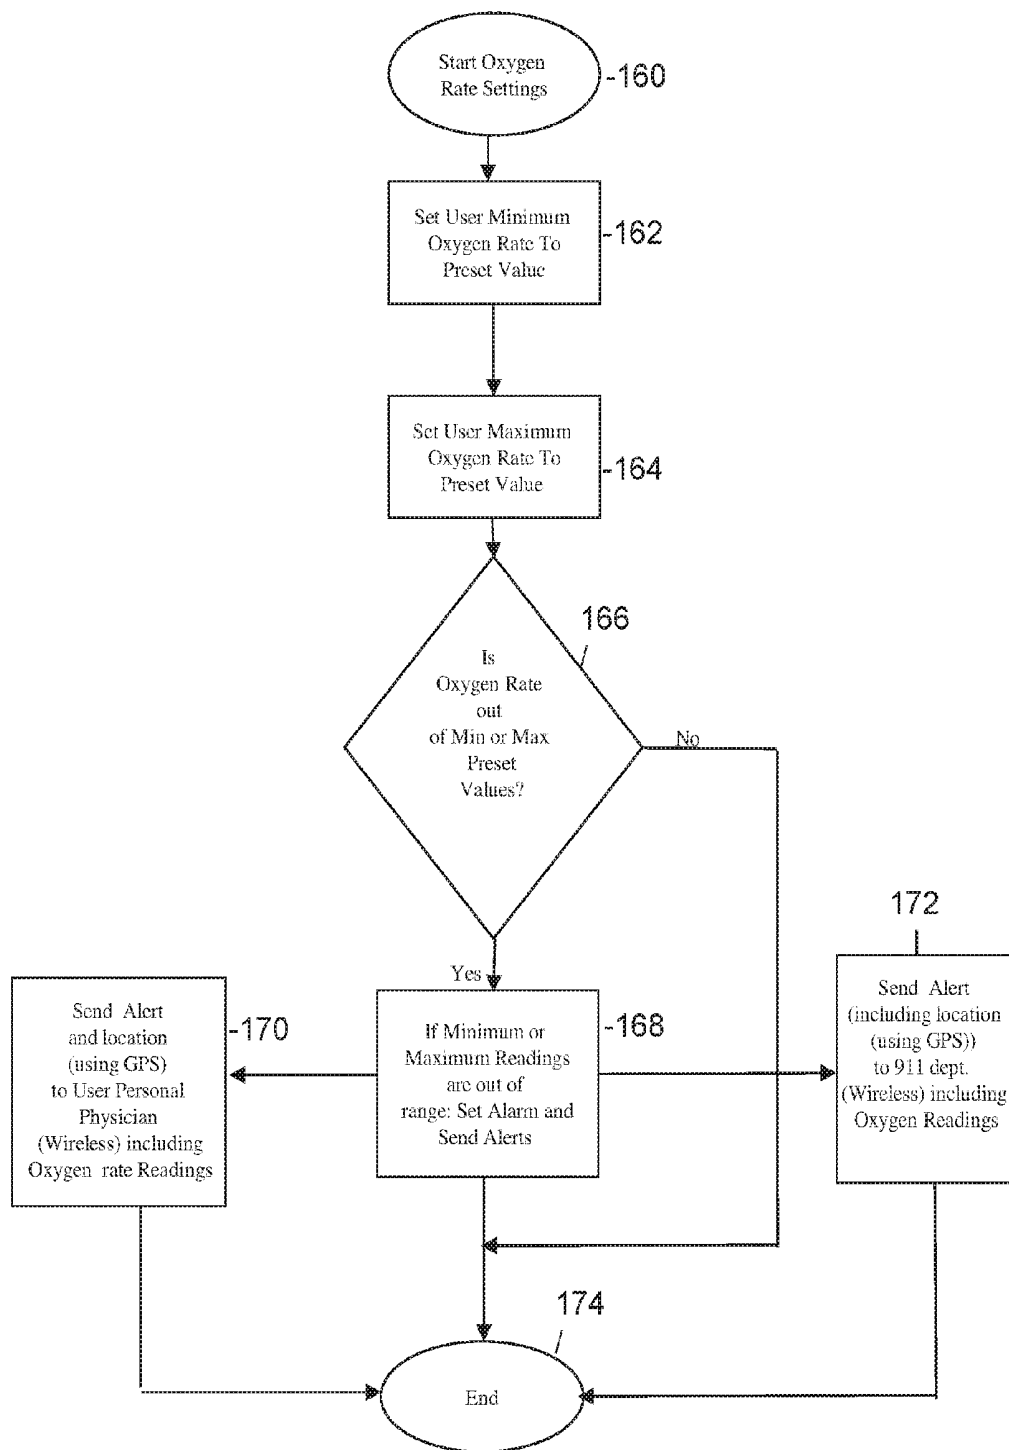 Start Oxygen
Rate Settings
-160
Set User Minimum
Oxygen Rate To
Preset Value
-162
Set User Maximum
Oxygen Rate To
Preset Value
-164
166
Is
Oxygen Rate
out
of Min or Max
Preset
Values?
No
Yes
172
Send Alert
and location
(using GPS)
to User Personal
Physician
(Wireless) including
Oxygen rate Readings
-170
If Minimum or
Maximum Readings
are out of
range: Set Alarm and
Send Alerts
-168
Send Alert
(including location
(using GPS))
to 911 dept.
(Wireless) including
Oxygen Readings
174
End